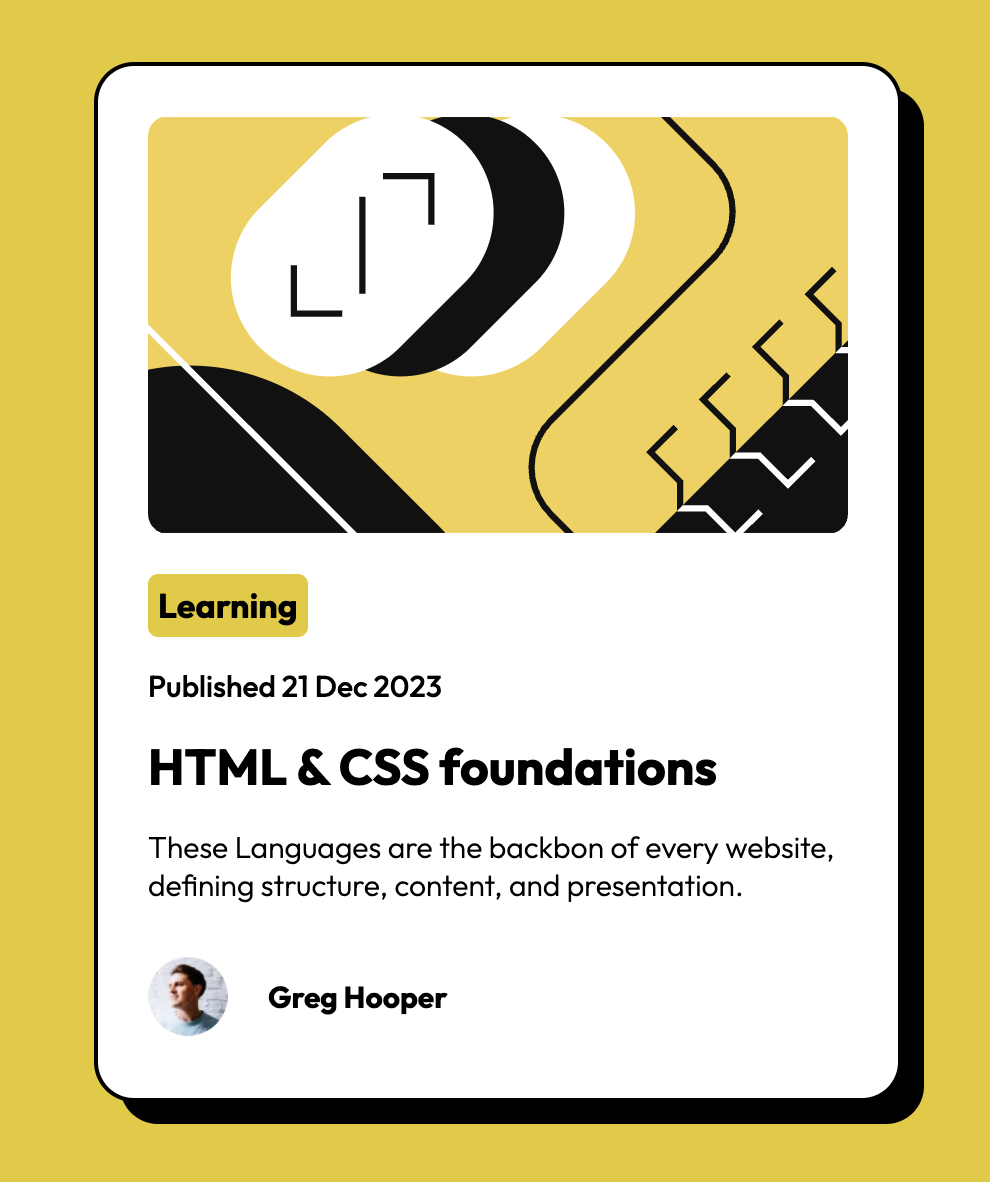 Learning
Published 21 Dec 2023
HTML & CSS foundations
These Languages are the backbon of every website,
defining structure, content, and presentation.
Greg Hooper